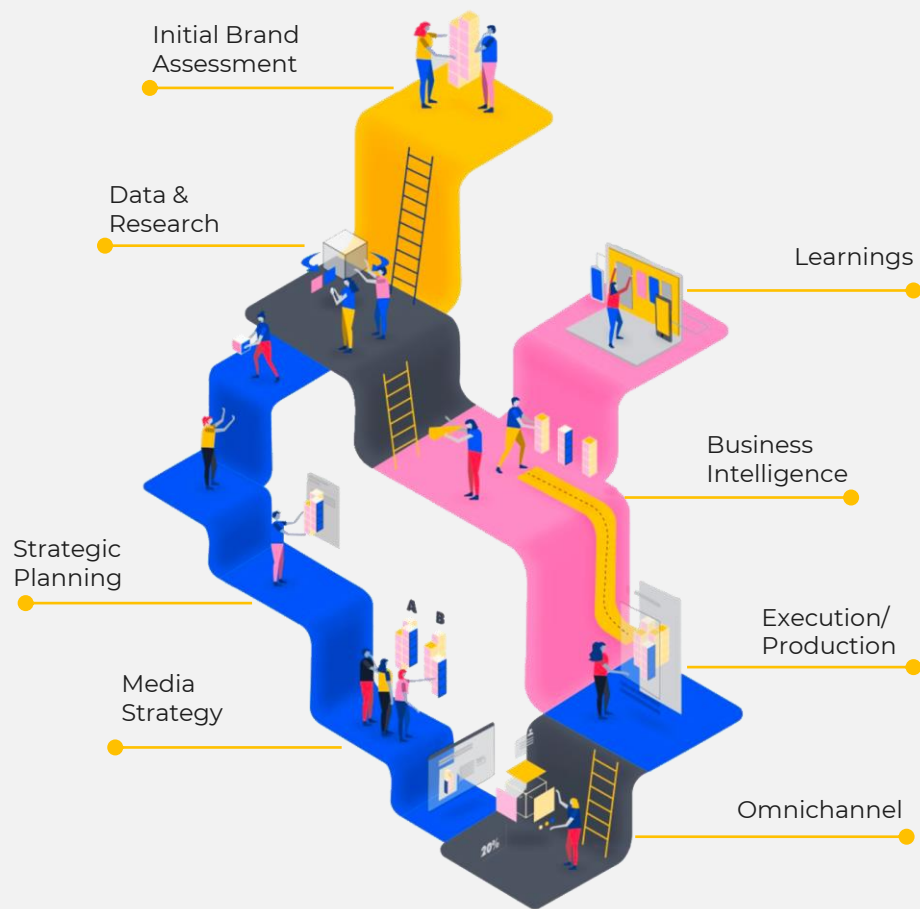 Initial Brand
Assessment
Data &
Research
Learnings
Business
Intelligence
Strategic
Planning
A
B
Execution/
Production
Media
Strategy
Omnichannel
20%